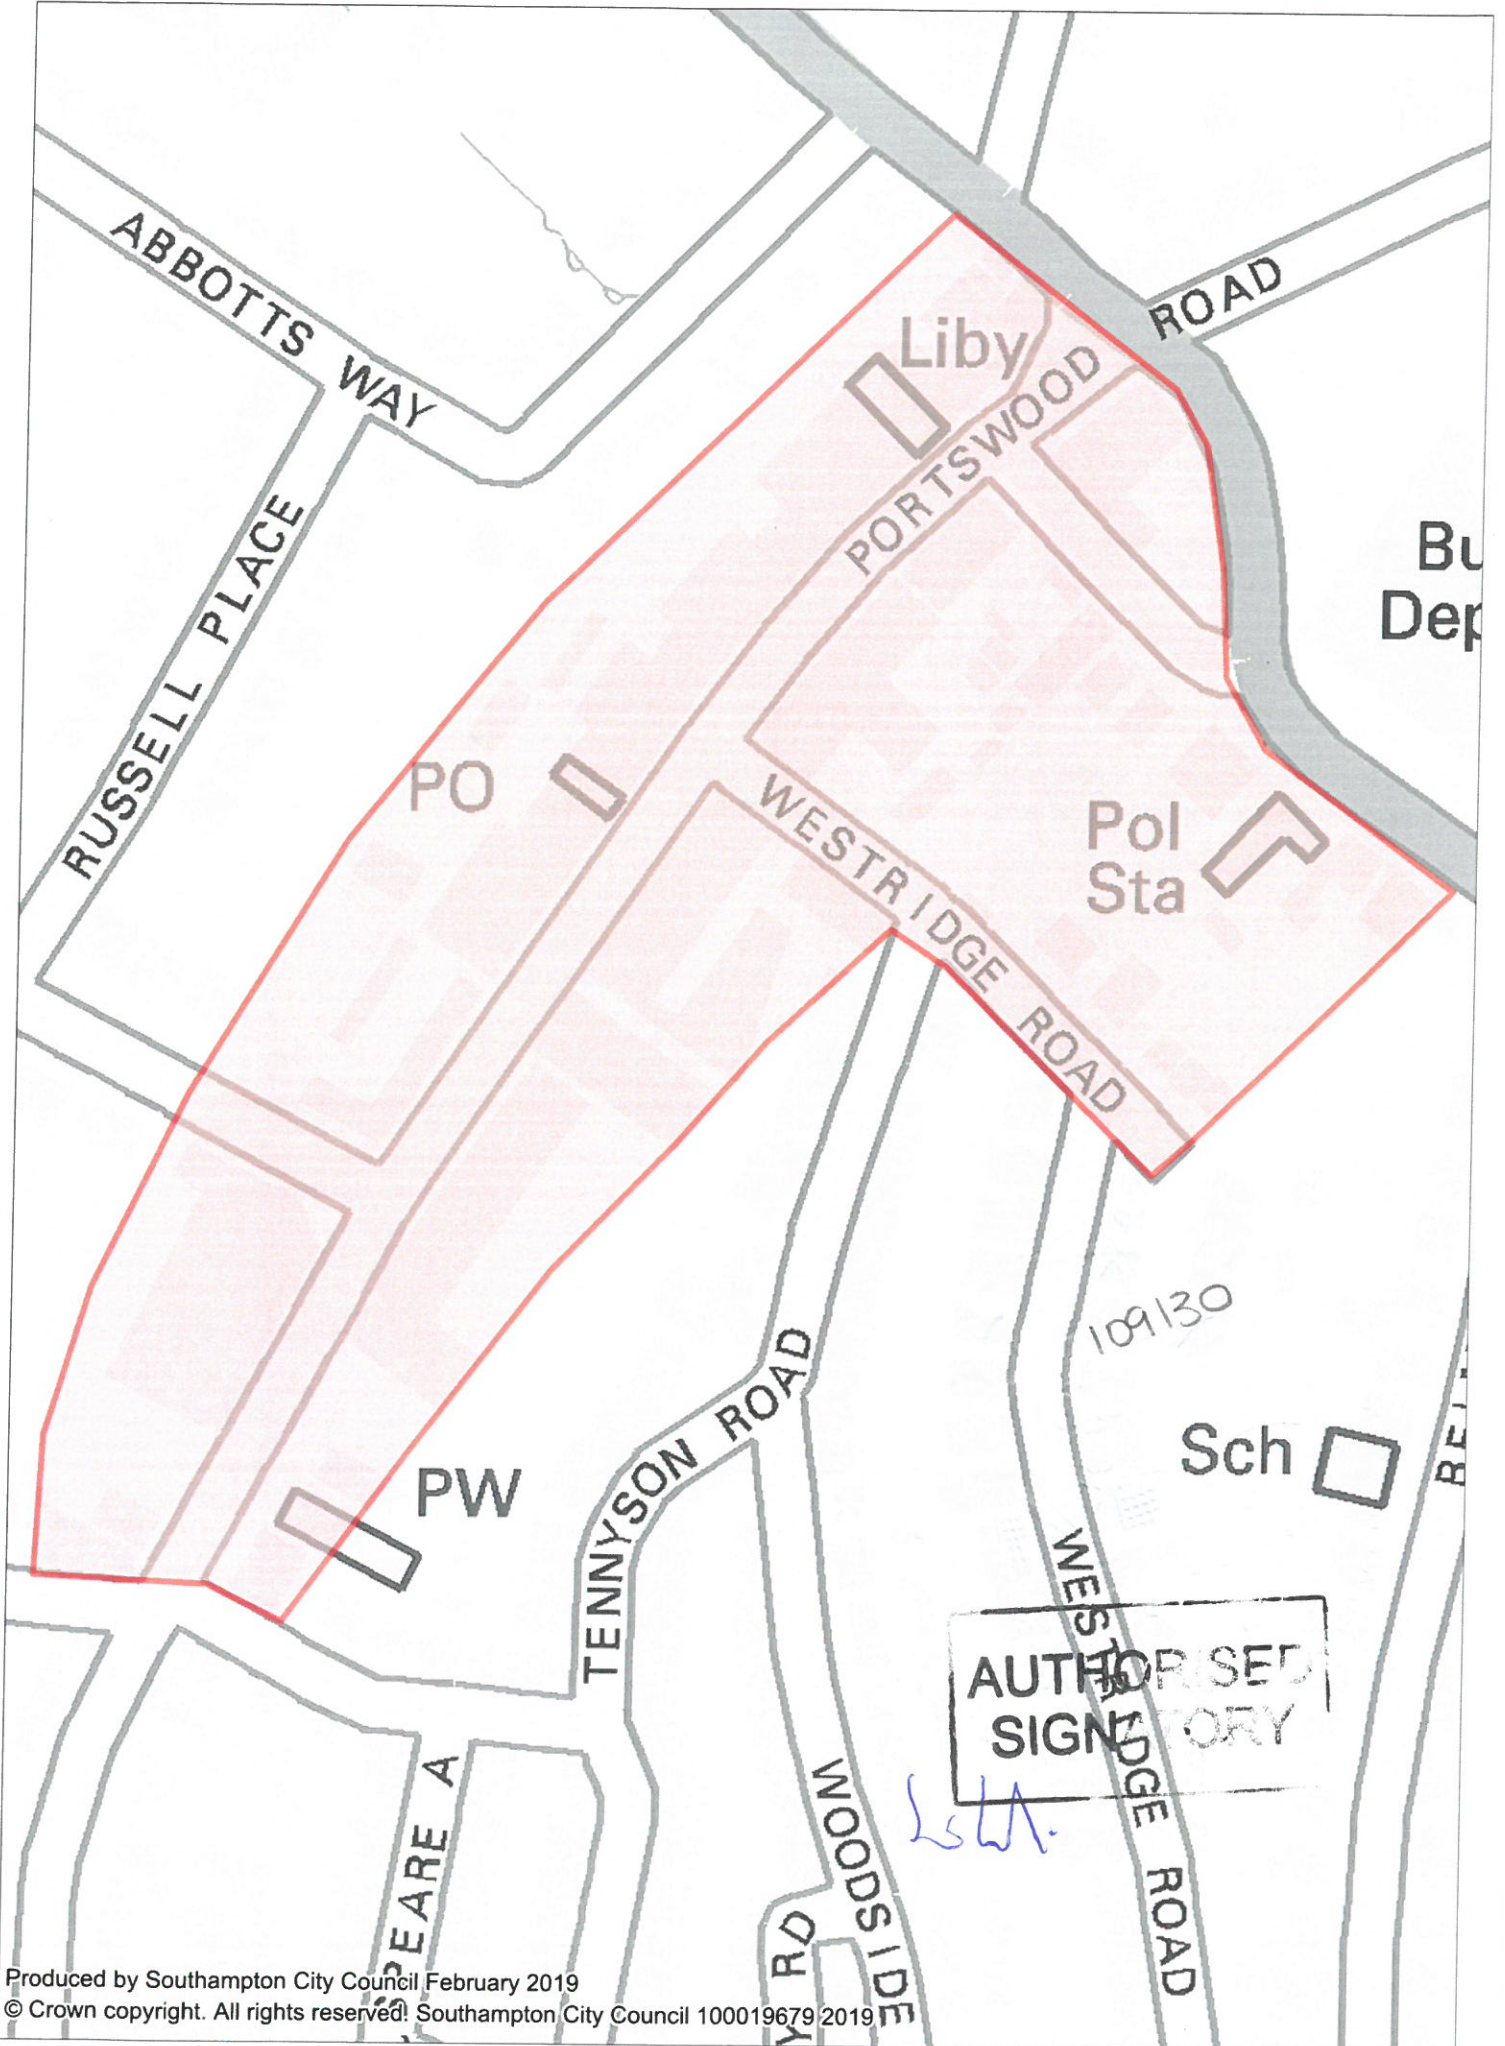 ABBOTTS WAY
ROAD
Liby
PORTSWOOD
RUSSELL PLACE
Bu
Dep
PO
WESTRIDGE ROAD
Pol
Sta
109130
TENNYSON ROAD
Sch
PW
WESTRIDGE ROAD
AUTHORISED
SIGNATORY
WOODSIDE
PEARE A
Y RD
Produced by Southampton City Council February 2019
© Crown copyright. All rights reserved. Southampton City Council 100019679 2019